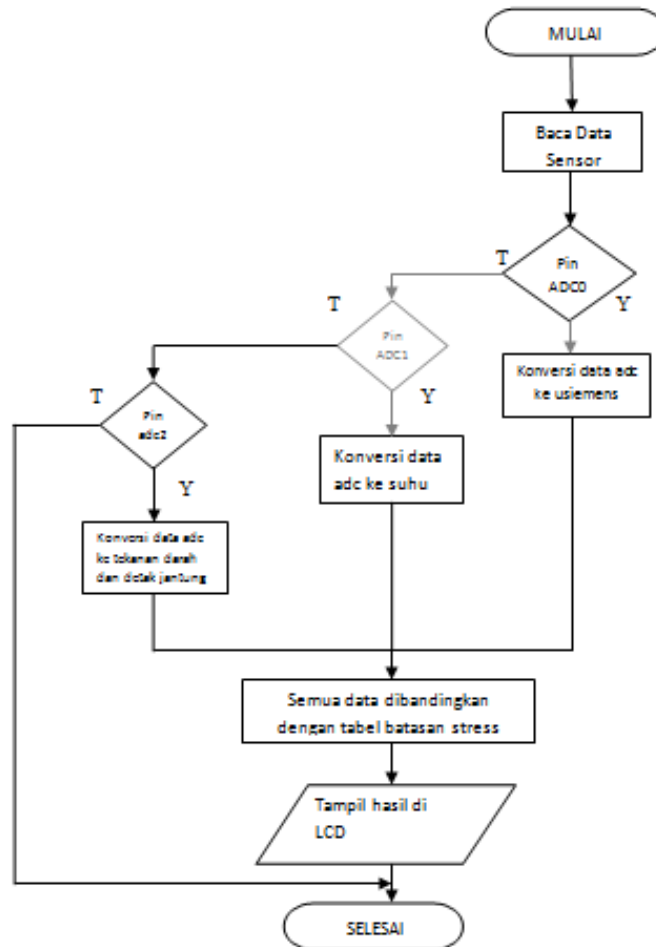 MULAI
Baca Data
Sensor
T
Pin
ADC0
Y
T
Pin
ADC1
Y
Konversi data adc
ke usiemens
T
Pin
adc2
Y
Konversi data
adc ke suhu
Konversi data adc
ke tekanan darah
dan detak jantung
Semua data dibandingkan
dengan tabel batasan stress
Tampil hasil di
LCD
SELESAI